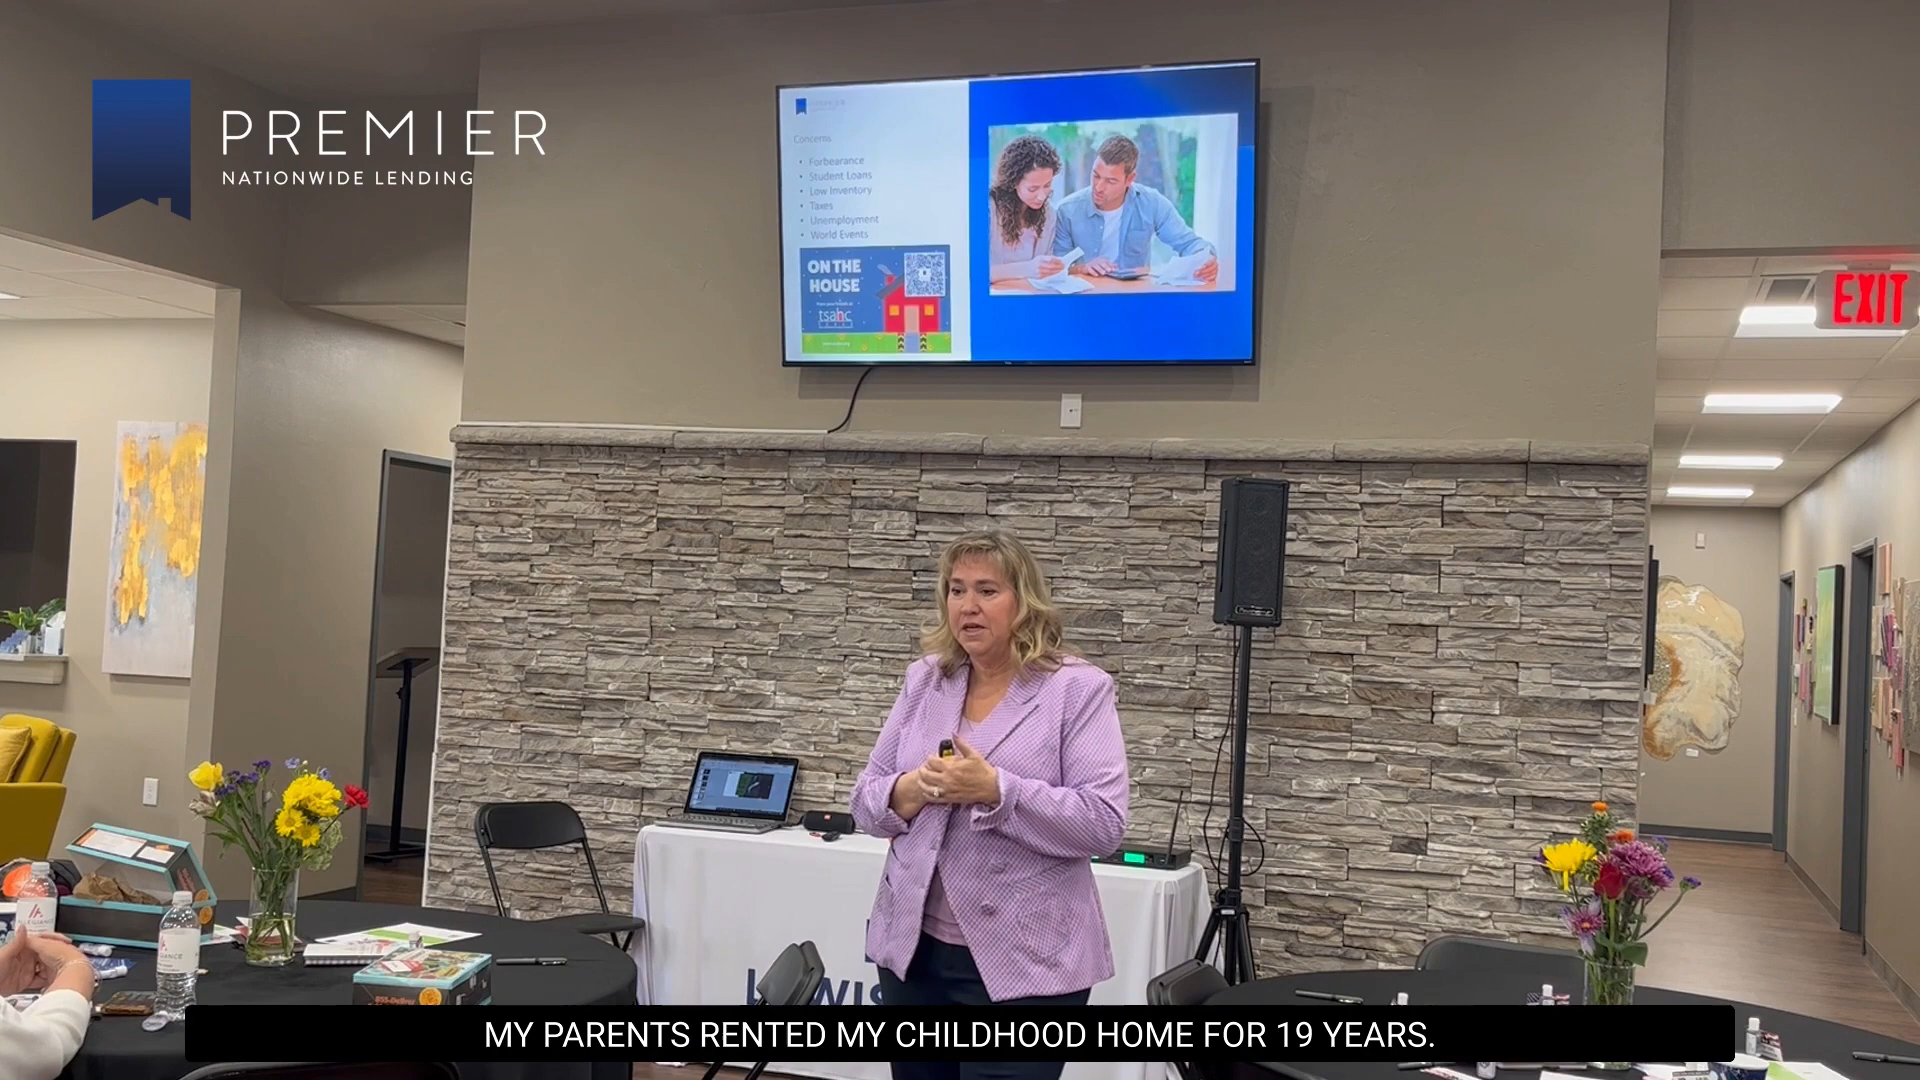 PREMIER
NATIONWIDE LENDING
Concerns
• Forbearance
• Student Loans
• Low Inventory
• Taxes
• Unemployment
• World Events
ON THE
HOUSE
tsahc
EXIT
MY PARENTS RENTED MY CHILDHOOD HOME FOR 19 YEARS.